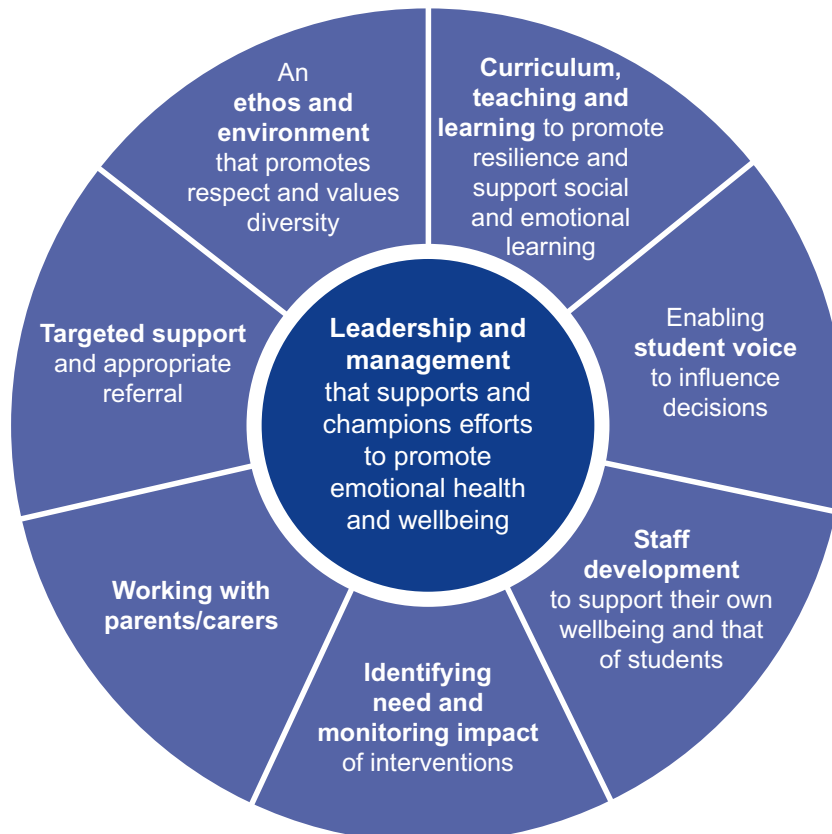 An
ethos and
environment
that promotes
respect and values
diversity
Curriculum,
teaching and
learning to promote
resilience and
support social
and emotional
learning
Enabling
student voice
to influence
decisions
Staff
development
to support their own
wellbeing and that
of students
Identifying
need and
monitoring impact
of interventions
Working with
parents/carers
Targeted support
and appropriate
referral
Leadership and
management
that supports and
champions efforts
to promote
emotional health
and wellbeing